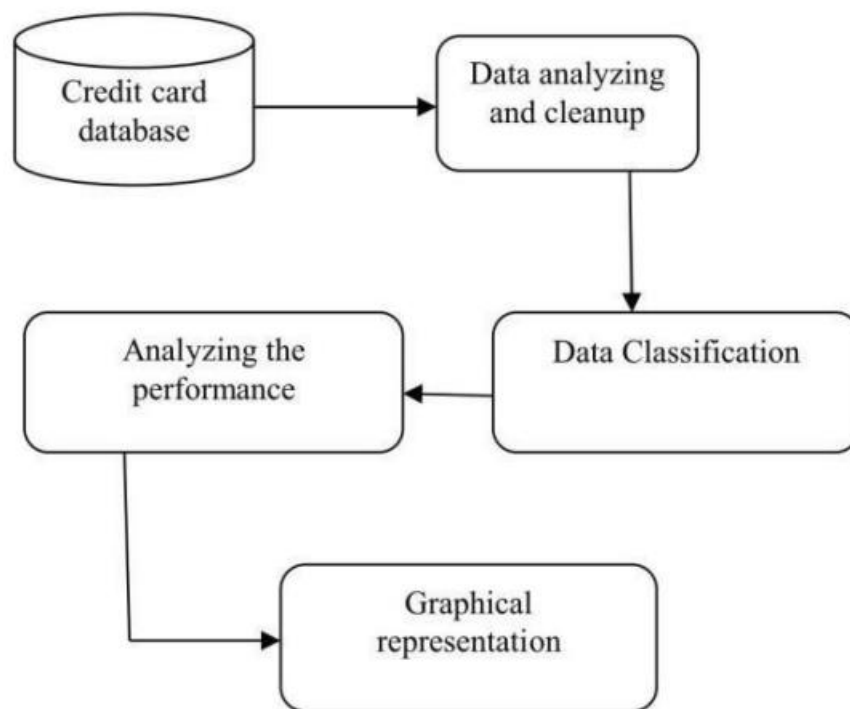 Credit card
database
Data analyzing
and cleanup
Data Classification
Analyzing the
performance
Graphical
representation